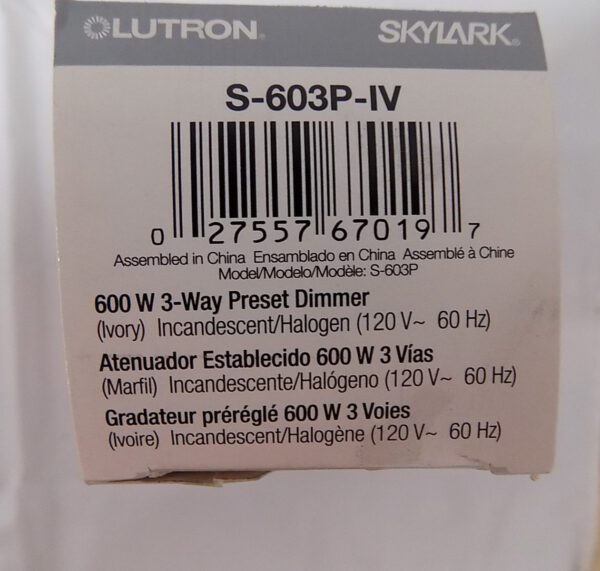 LUTRON® SKYLARK®
S-603P-IV
0 27557 67019 7
Assembled in China Ensamblado en China Assemblé à Chine
Model/Modelo/Modèle: S-603P
600 W 3-Way Preset Dimmer
(Ivory) Incandescent/Halogen (120 V~ 60 Hz)
Atenuador Establecido 600 W 3 Vías
(Marfil) Incandescente/Halógeno (120 V~ 60 Hz)
Gradateur préréglé 600 W 3 Voies
(Ivoire) Incandescent/Halogène (120 V~ 60 Hz)